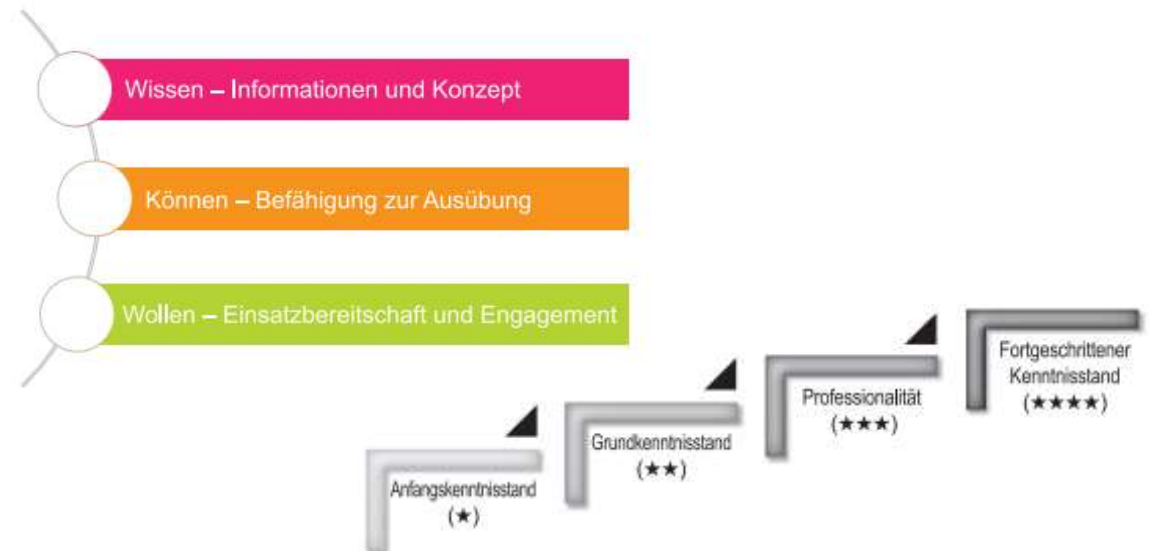 Wissen – Informationen und Konzept
Können – Befähigung zur Ausübung
Wollen – Einsatzbereitschaft und Engagement
Anfangskenntnisstand
(★)
Grundkenntnisstand
(★★)
Professionalität
(★★★)
Fortgeschrittener
Kenntnisstand
(★★★★)